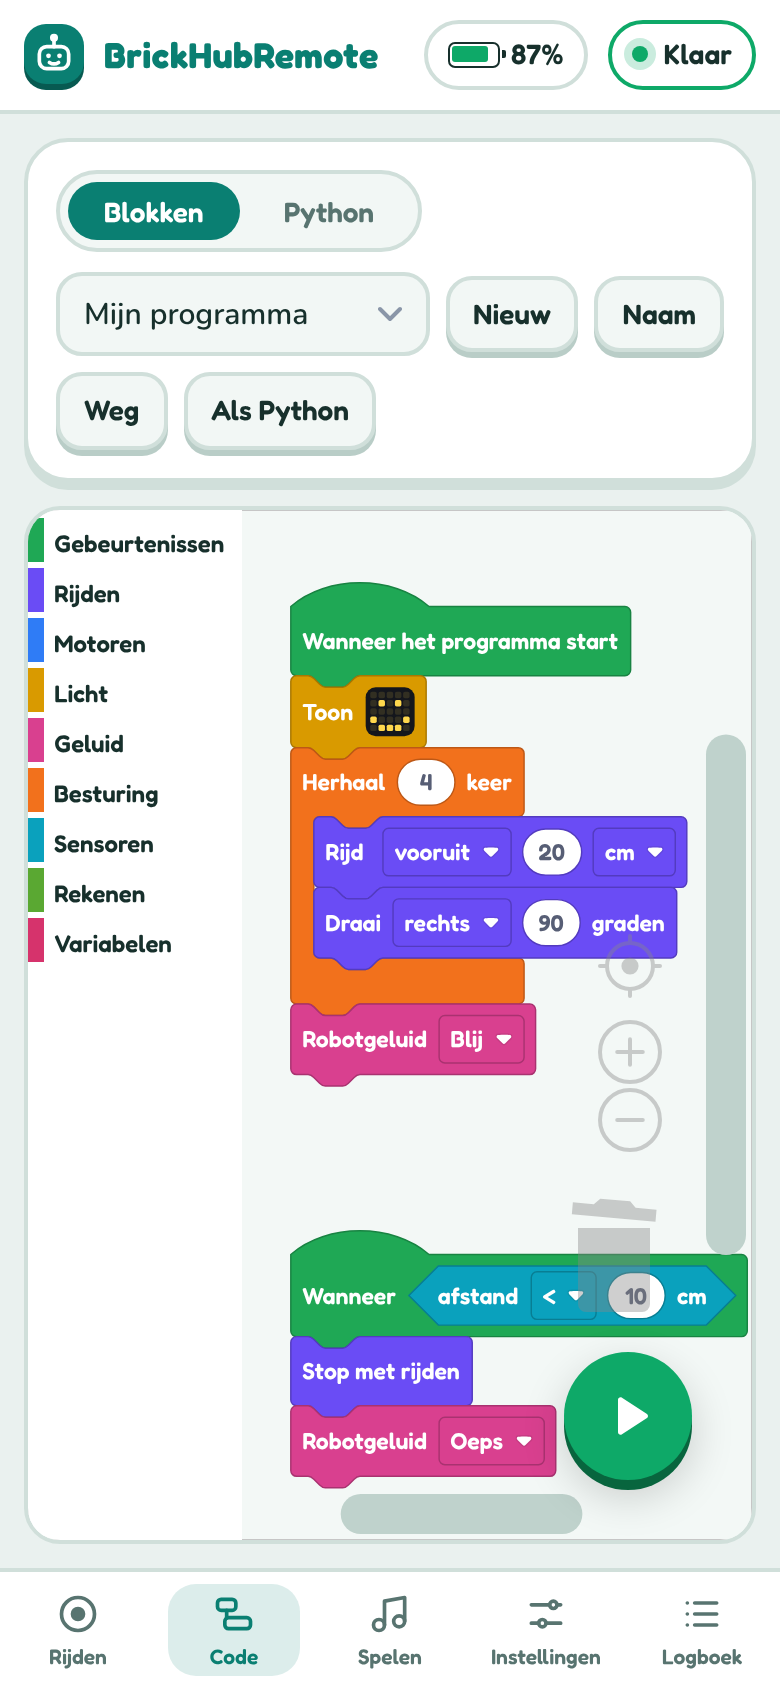 BrickHubRemote
87%
Klaar
Blokken
Python
Mijn programma
Nieuw
Naam
Weg
Als Python
Gebeurtenissen
Rijden
Motoren
Licht
Geluid
Besturing
Sensoren
Rekenen
Variabelen
Wanneer het programma start
Toon
Herhaal 4 keer
Rijd vooruit 20 cm
Draai rechts 90 graden
Robotgeluid Blij
Wanneer afstand < 10 cm
Stop met rijden
Robotgeluid Oeps
Rijden
Code
Spelen
Instellingen
Logboek